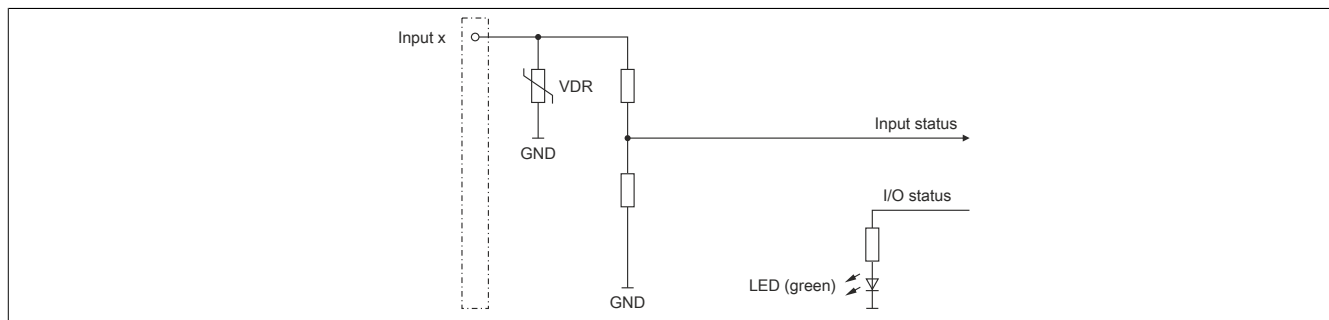 Input x
VDR
Input status
GND
I/O status
LED (green)
GND